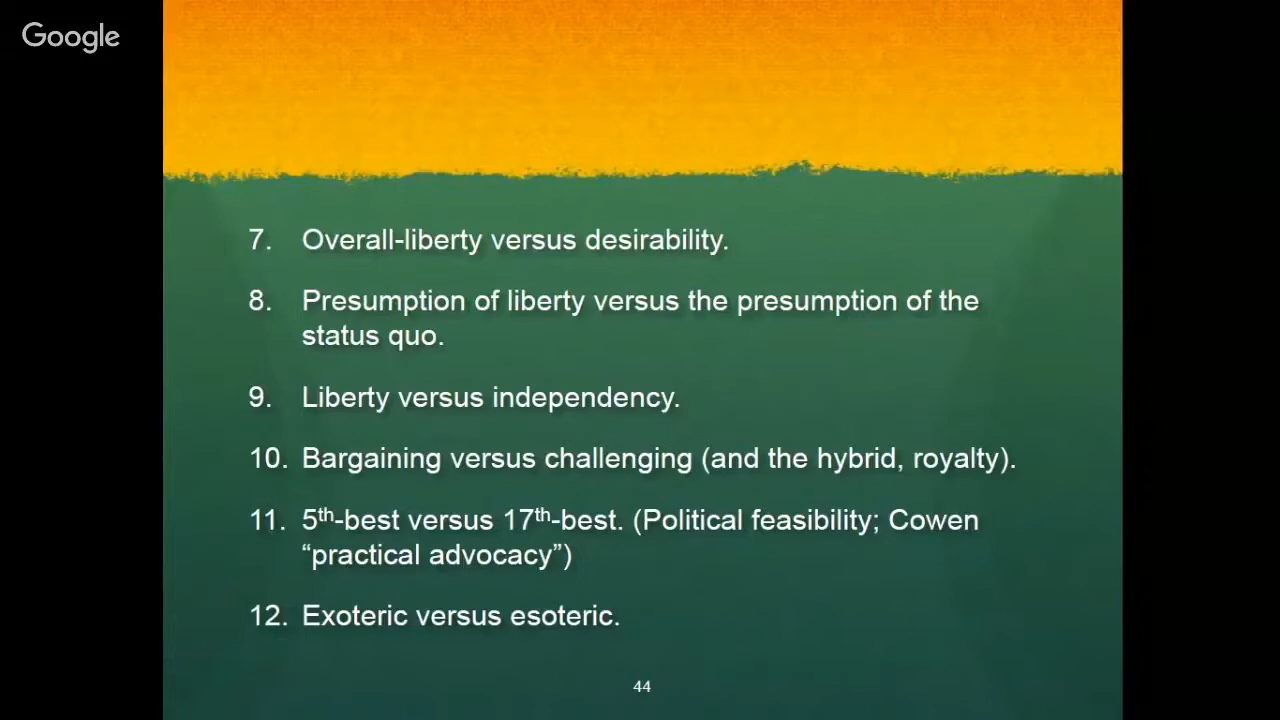 Google
7. Overall-liberty versus desirability.
8. Presumption of liberty versus the presumption of the
status quo.
9. Liberty versus independency.
10. Bargaining versus challenging (and the hybrid, royalty).
11. 5th-best versus 17th-best. (Political feasibility; Cowen
“practical advocacy”)
12. Exoteric versus esoteric.
44